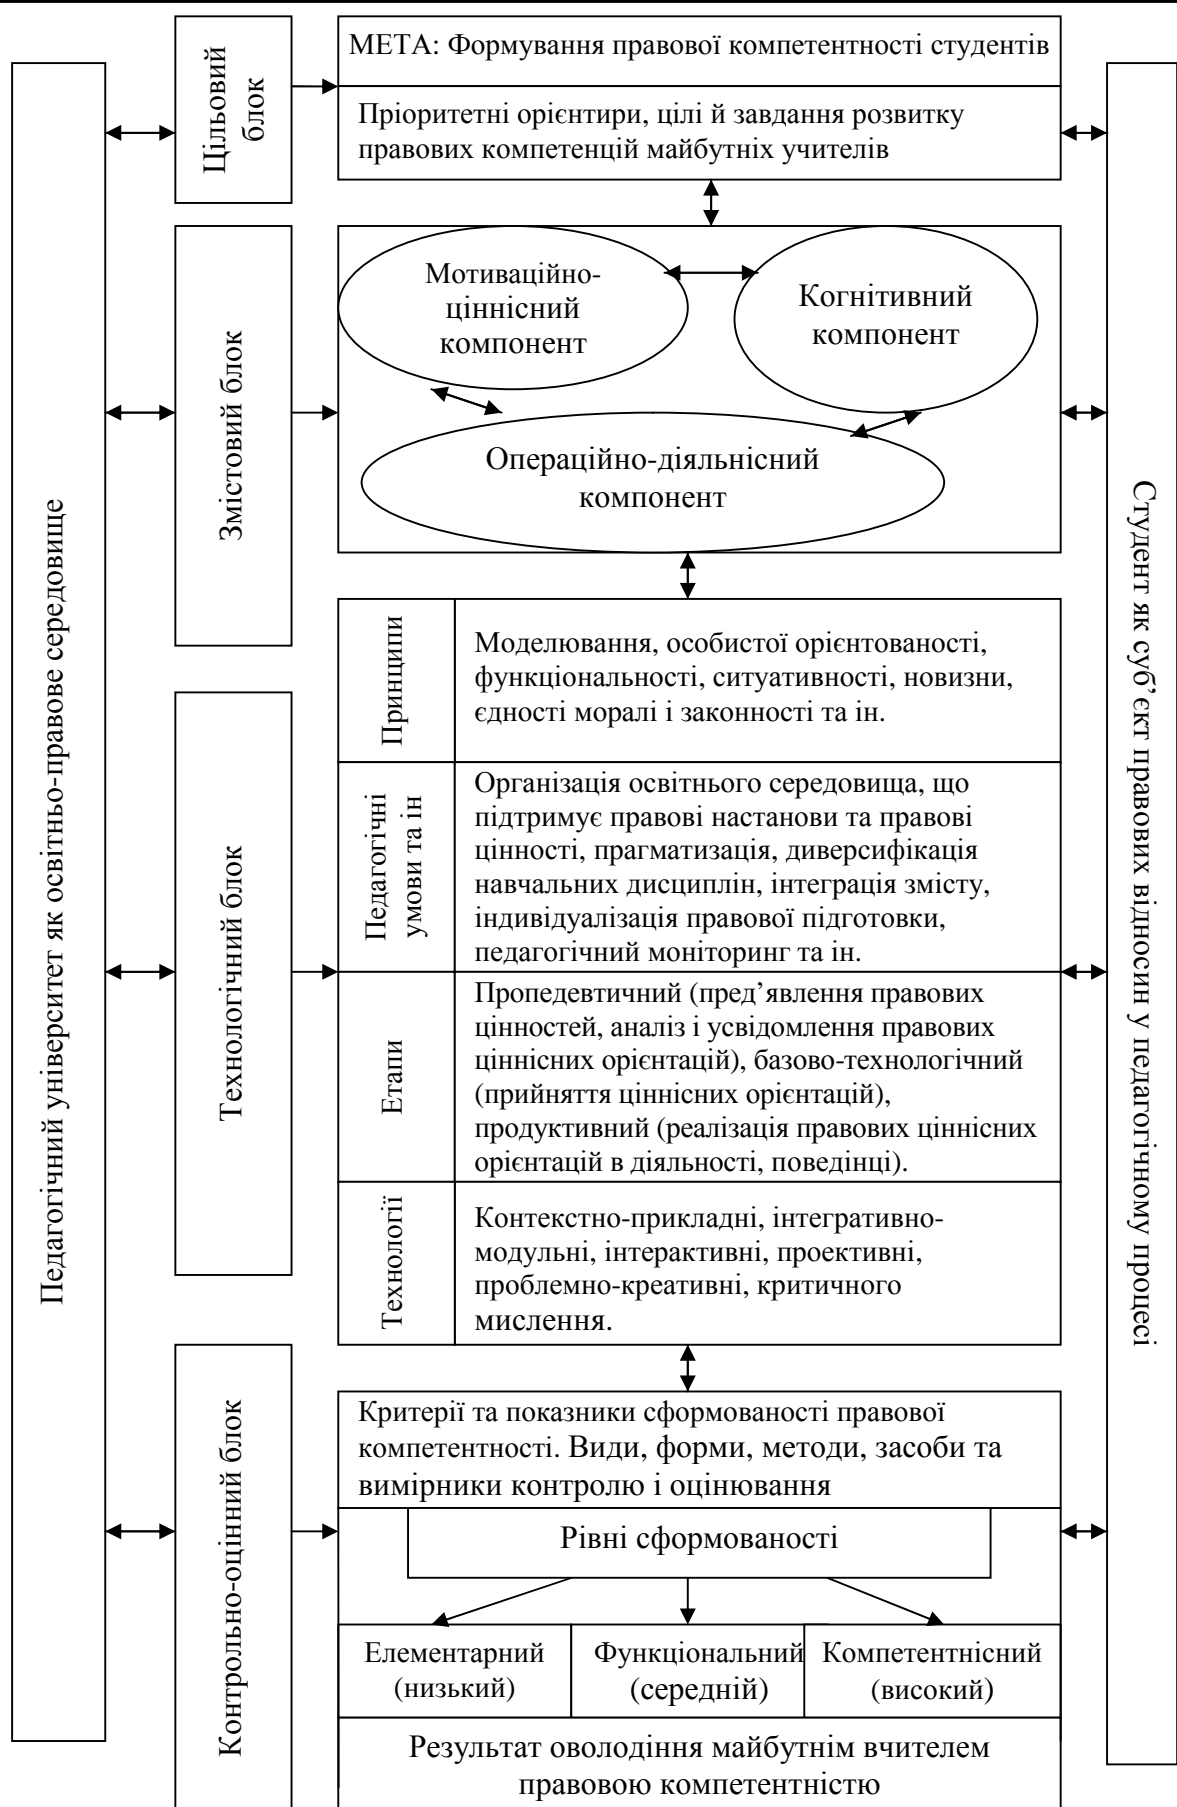 МЕТА: Формування правової компетентності студентів
Цільовий
блок
Пріоритетні орієнтири, цілі й завдання розвитку
правових компетенцій майбутніх учителів
Педагогічний університет як освітньо-правове середовище
Студент як суб’єкт правових відносин у педагогічному процесі
Змістовий блок
Мотиваційно-
ціннісний
компонент
Когнітивний
компонент
Операційно-діяльнісний
компонент
Технологічний блок
Принципи
Моделювання, особистої орієнтованості,
функціональності, ситуативності, новизни,
єдності моралі і законності та ін.
Педагогічні
умови та ін
Організація освітнього середовища, що
підтримує правові настанови та правові
цінності, прагматизація, диверсифікація
навчальних дисциплін, інтеграція змісту,
індивідуалізація правової підготовки,
педагогічний моніторинг та ін.
Етапи
Пропедевтичний (пред’явлення правових
цінностей, аналіз і усвідомлення правових
ціннісних орієнтацій), базово-технологічний
(прийняття ціннісних орієнтацій),
продуктивний (реалізація правових ціннісних
орієнтацій в діяльності, поведінці).
Технології
Контекстно-прикладні, інтегративно-
модульні, інтерактивні, проективні,
проблемно-креативні, критичного
мислення.
Контрольно-оцінний блок
Критерії та показники сформованості правової
компетентності. Види, форми, методи, засоби та
вимірники контролю і оцінювання
Рівні сформованості
Елементарний
(низький)
Функціональний
(середній)
Компетентнісний
(високий)
Результат оволодіння майбутнім вчителем
правовою компетентністю